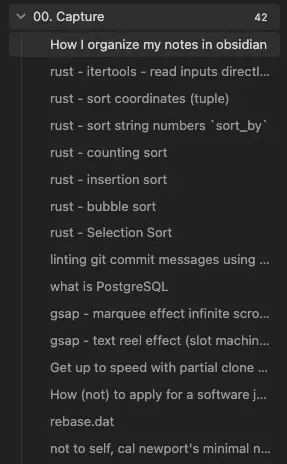 00. Capture 42
How I organize my notes in obsidian
rust - itertools - read inputs directl...
rust - sort coordinates (tuple)
rust - sort string numbers `sort_by`
rust - counting sort
rust - insertion sort
rust - bubble sort
rust - Selection Sort
linting git commit messages using ...
what is PostgreSQL
gsap - marquee effect infinite scro...
gsap - text reel effect (slot machin...
Get up to speed with partial clone ...
How (not) to apply for a software j...
rebase.dat
not to self, cal newport's minimal n...